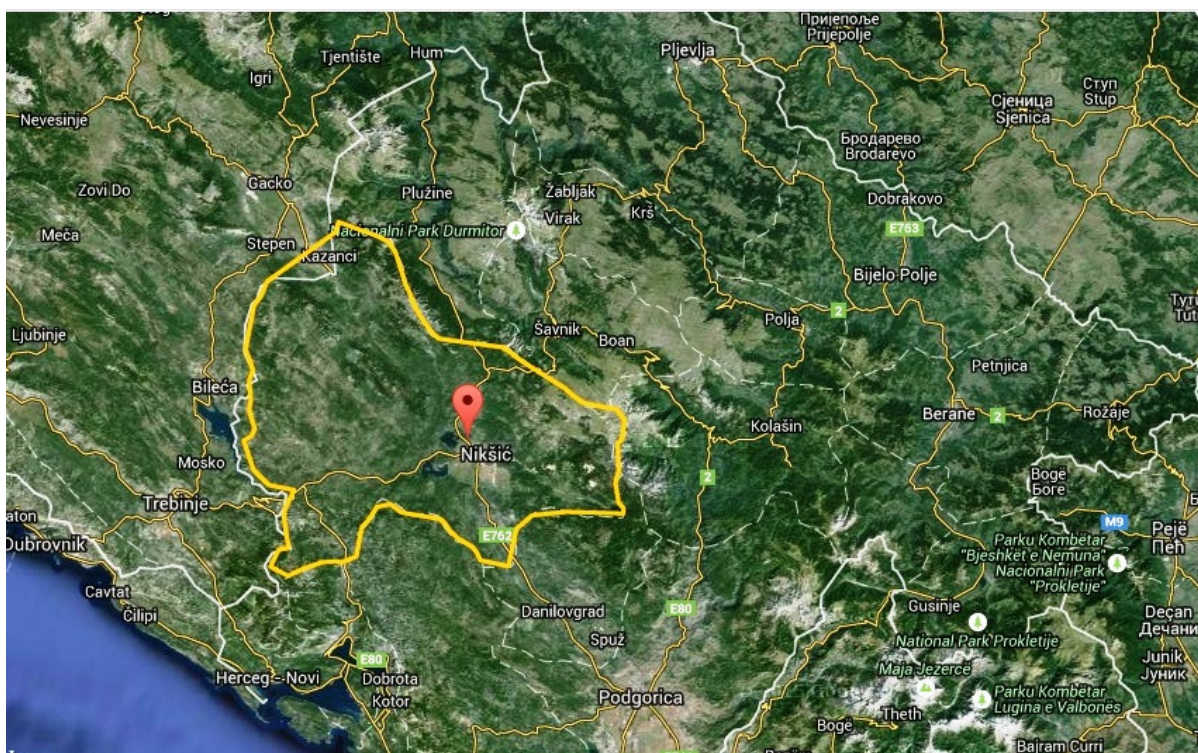 Пријепоље
Prijepolje
Tjentište
Hum
Pljevlja
Igri
Сјеница
Sjenica
Ступ
Stup
Nevesinje
Бродарево
Brodarevo
Gacko
Plužine
Žabljak
Zovi Do
Virak
Krš
Dobrakovo
Meča
Stepen
Nacionalni Park Durmitor
E763
Kazanci
Bijelo Polje
Ljubinje
Šavnik
Boan
Polja
2
Petnjica
Bileća
Berane
2
Rožaje
Kolašin
Nikšić
Mosko
2
Bogë
Боге
Trebinje
E762
M9
Pejë
Пећ
Dubrovnik
Parku Kombëtar
"Bjeshkët e Nemuna"
Nacionalni Park
"Prokletije"
Cavtat
Čilipi
Danilovgrad
E80
Gusinje
Deçan
Дечани
Spuž
National Park Prokletije
E80
Herceg-Novi
Dobrota
Kotor
Maja Jezercë
Junik
Јуник
Podgorica
Parku Kombëtar
Lugina e Valbonës
Theth
Bogë
Bajram Curri